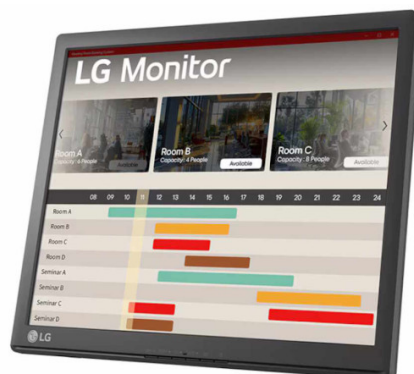 LG Monitor
Room A
Capacity : 4 People
Room B
Capacity : 4 People
Available
Room C
Capacity : 8 People
Available
08 09 10 11 12 13 14 15 16 17 18 19 20 21 22 23 24
Room A
Room B
Room C
Room D
Seminar A
Seminar B
Seminar C
Seminar D
LG